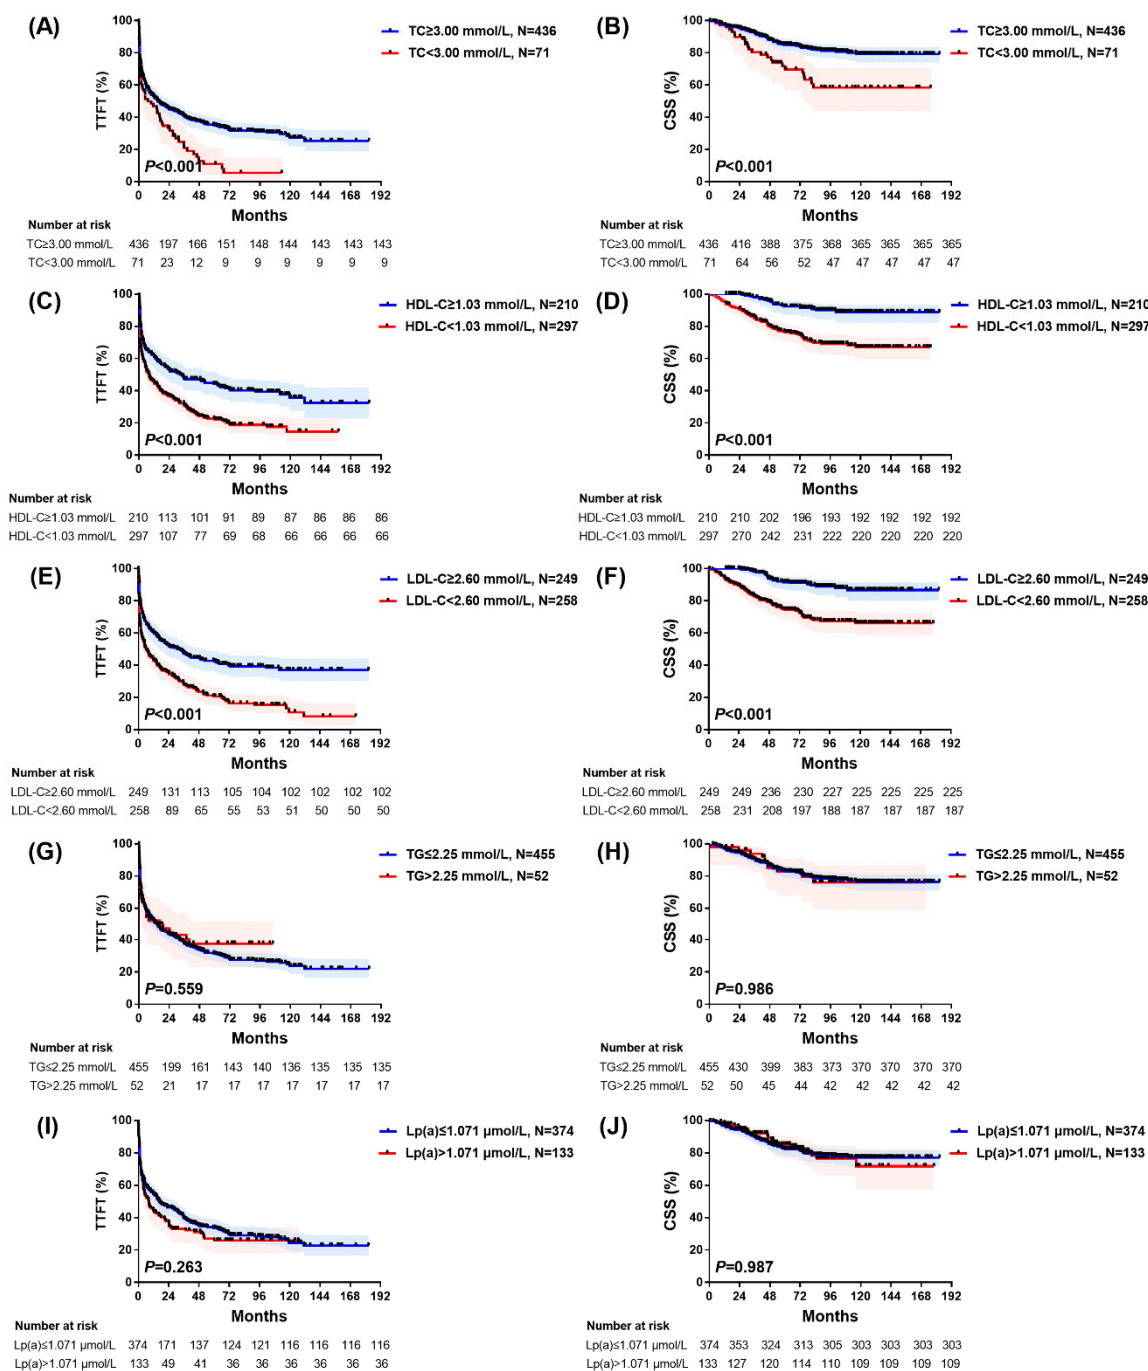 (A)
TC≥3.00 mmol/L, N=436
TC<3.00 mmol/L, N=71
TTFT (%)
100
80
60
40
20
0
P<0.001
0 24 48 72 96 120 144 168 192
Months
Number at risk
TC≥3.00 mmol/L 436 197 166 151 148 144 143 143 143
TC<3.00 mmol/L 71 23 12 9 9 9 9 9 9
(B)
TC≥3.00 mmol/L, N=436
TC<3.00 mmol/L, N=71
CSS (%)
100
80
60
40
20
0
P<0.001
0 24 48 72 96 120 144 168 192
Months
Number at risk
TC≥3.00 mmol/L 436 416 388 375 368 365 365 365 365
TC<3.00 mmol/L 71 64 56 52 47 47 47 47 47
(C)
HDL-C≥1.03 mmol/L, N=210
HDL-C<1.03 mmol/L, N=297
TTFT (%)
100
80
60
40
20
0
P<0.001
0 24 48 72 96 120 144 168 192
Months
Number at risk
HDL-C≥1.03 mmol/L 210 113 101 91 89 87 86 86 86
HDL-C<1.03 mmol/L 297 107 77 69 68 66 66 66 66
(D)
HDL-C≥1.03 mmol/L, N=210
HDL-C<1.03 mmol/L, N=297
CSS (%)
100
80
60
40
20
0
P<0.001
0 24 48 72 96 120 144 168 192
Months
Number at risk
HDL-C≥1.03 mmol/L 210 210 202 196 193 192 192 192 192
HDL-C<1.03 mmol/L 297 270 242 231 222 220 220 220 220
(E)
LDL-C≥2.60 mmol/L, N=249
LDL-C<2.60 mmol/L, N=258
TTFT (%)
100
80
60
40
20
0
P<0.001
0 24 48 72 96 120 144 168 192
Months
Number at risk
LDL-C≥2.60 mmol/L 249 131 113 105 104 102 102 102 102
LDL-C<2.60 mmol/L 258 89 65 55 53 51 50 50 50
(F)
LDL-C≥2.60 mmol/L, N=249
LDL-C<2.60 mmol/L, N=258
CSS (%)
100
80
60
40
20
0
P<0.001
0 24 48 72 96 120 144 168 192
Months
Number at risk
LDL-C≥2.60 mmol/L 249 249 236 230 227 225 225 225 225
LDL-C<2.60 mmol/L 258 231 208 197 188 187 187 187 187
(G)
TG≤2.25 mmol/L, N=455
TG>2.25 mmol/L, N=52
TTFT (%)
100
80
60
40
20
0
P=0.559
0 24 48 72 96 120 144 168 192
Months
Number at risk
TG≤2.25 mmol/L 455 199 161 143 140 136 135 135 135
TG>2.25 mmol/L 52 21 17 17 17 17 17 17 17
(H)
TG≤2.25 mmol/L, N=455
TG>2.25 mmol/L, N=52
CSS (%)
100
80
60
40
20
0
P=0.986
0 24 48 72 96 120 144 168 192
Months
Number at risk
TG≤2.25 mmol/L 455 430 399 383 373 370 370 370 370
TG>2.25 mmol/L 52 50 45 44 42 42 42 42 42
(I)
Lp(a)≤1.071 μmol/L, N=374
Lp(a)>1.071 μmol/L, N=133
TTFT (%)
100
80
60
40
20
0
P=0.263
0 24 48 72 96 120 144 168 192
Months
Number at risk
Lp(a)≤1.071 μmol/L 374 171 137 124 121 116 116 116 116
Lp(a)>1.071 μmol/L 133 49 41 36 36 36 36 36 36
(J)
Lp(a)≤1.071 μmol/L, N=374
Lp(a)>1.071 μmol/L, N=133
CSS (%)
100
80
60
40
20
0
P=0.987
0 24 48 72 96 120 144 168 192
Months
Number at risk
Lp(a)≤1.071 μmol/L 374 353 324 313 305 303 303 303 303
Lp(a)>1.071 μmol/L 133 127 120 114 110 109 109 109 109